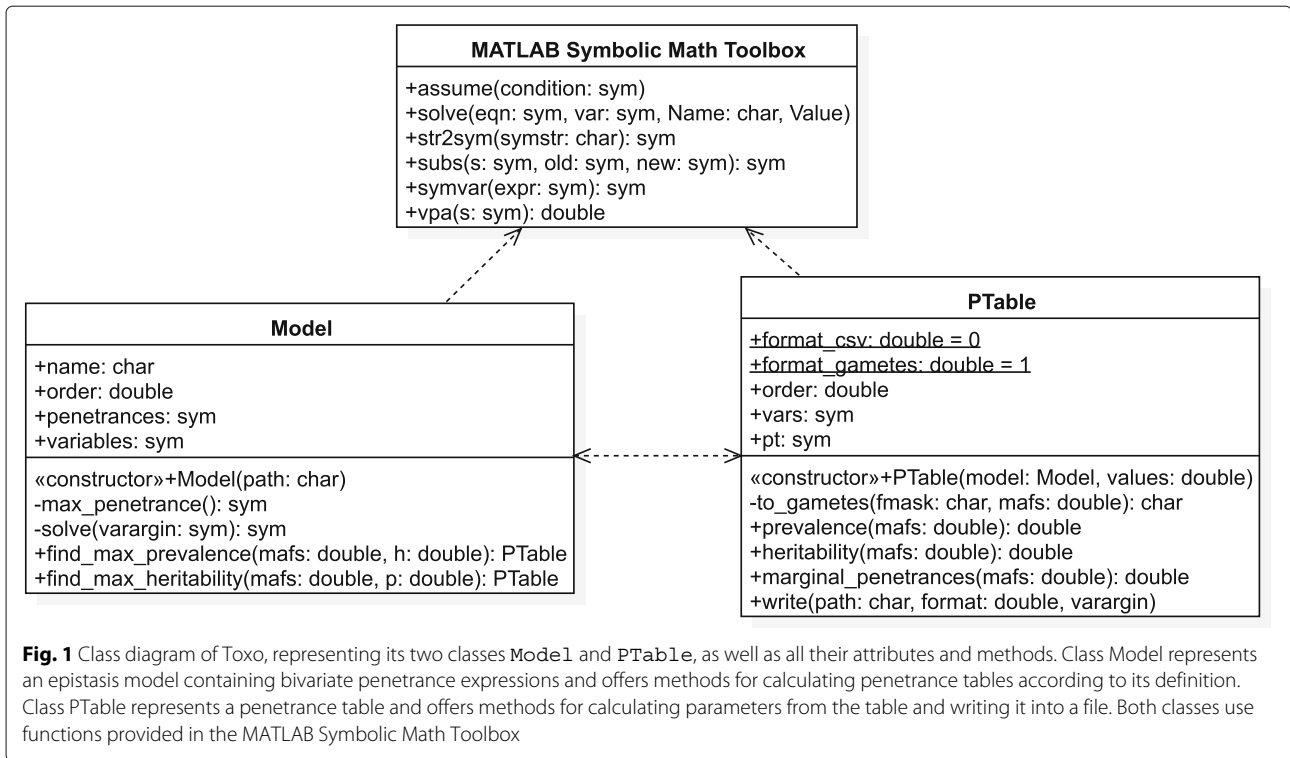 MATLAB Symbolic Math Toolbox
+assume(condition: sym)
+solve(eqn: sym, var: sym, Name: char, Value)
+str2sym(symstr: char): sym
+subs(s: sym, old: sym, new: sym): sym
+symvar(expr: sym): sym
+vpa(s: sym): double
Model
+name: char
+order: double
+penetrances: sym
+variables: sym
«constructor»+Model(path: char)
-max_penetrance(): sym
-solve(varargin: sym): sym
+find_max_prevalence(mafs: double, h: double): PTable
+find_max_heritability(mafs: double, p: double): PTable
PTable
+format_csv: double = 0
+format_gametes: double = 1
+order: double
+vars: sym
+pt: sym
«constructor»+PTable(model: Model, values: double)
-to_gametes(fmask: char, mafs: double): char
+prevalence(mafs: double): double
+heritability(mafs: double): double
+marginal_penetrances(mafs: double): double
+write(path: char, format: double, varargin)
Fig. 1 Class diagram of Toxo, representing its two classes Model and PTable, as well as all their attributes and methods. Class Model represents
an epistasis model containing bivariate penetrance expressions and offers methods for calculating penetrance tables according to its definition.
Class PTable represents a penetrance table and offers methods for calculating parameters from the table and writing it into a file. Both classes use
functions provided in the MATLAB Symbolic Math Toolbox